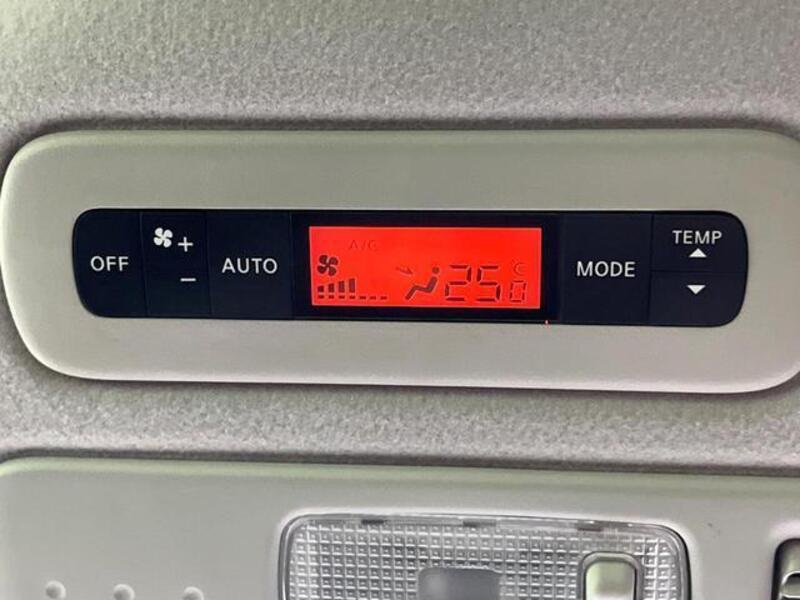 OFF
+
−
AUTO
A/C
25.0 °C
MODE
TEMP